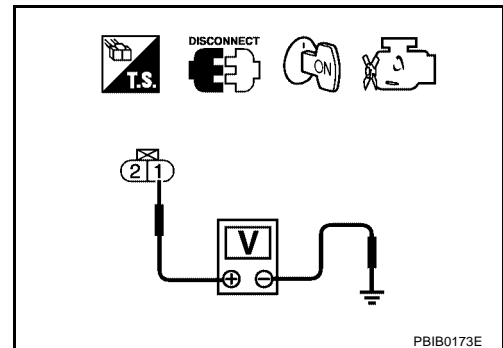 DISCONNECT
T.S.
ON
2 1
V
+ −
PBIB0173E